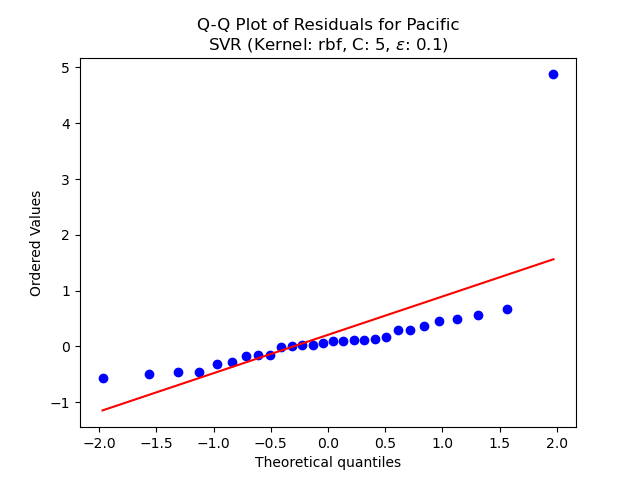 Q-Q Plot of Residuals for Pacific
SVR (Kernel: rbf, C: 5, ε: 0.1)
Ordered Values
5
4
3
2
1
0
−1
−2.0 −1.5 −1.0 −0.5 0.0 0.5 1.0 1.5 2.0
Theoretical quantiles